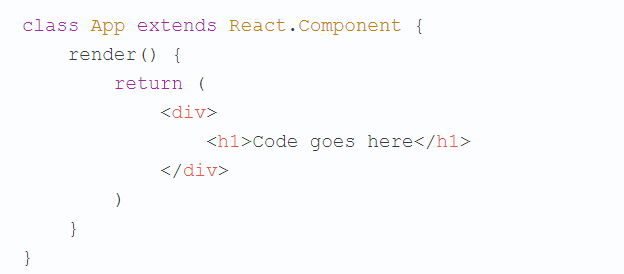 class App extends React.Component {
    render() {
        return (
            <div>
                <h1>Code goes here</h1>
            </div>
        )
    }
}